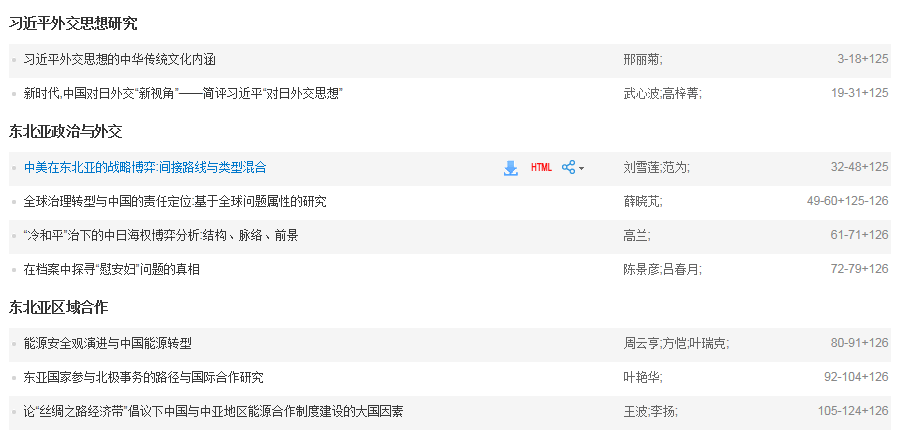 习近平外交思想研究
习近平外交思想的中华传统文化内涵 邢丽菊; 3-18+125
新时代,中国对日外交“新视角”——简评习近平“对日外交思想” 武心波;高梓菁; 19-31+125
东北亚政治与外交
中美在东北亚的战略博弈:间接路线与类型混合 HTML 刘雪莲;范为; 32-48+125
全球治理转型与中国的责任定位:基于全球问题属性的研究 薛晓芃; 49-60+125-126
“冷和平”治下的中日海权博弈分析:结构、脉络、前景 高兰; 61-71+126
在档案中探寻“慰安妇”问题的真相 陈景彦;吕春月; 72-79+126
东北亚区域合作
能源安全观演进与中国能源转型 周云亨;方恺;叶瑞克; 80-91+126
东亚国家参与北极事务的路径与国际合作研究 叶艳华; 92-104+126
论“丝绸之路经济带”倡议下中国与中亚地区能源合作制度建设的大国因素 王波;李扬; 105-124+126